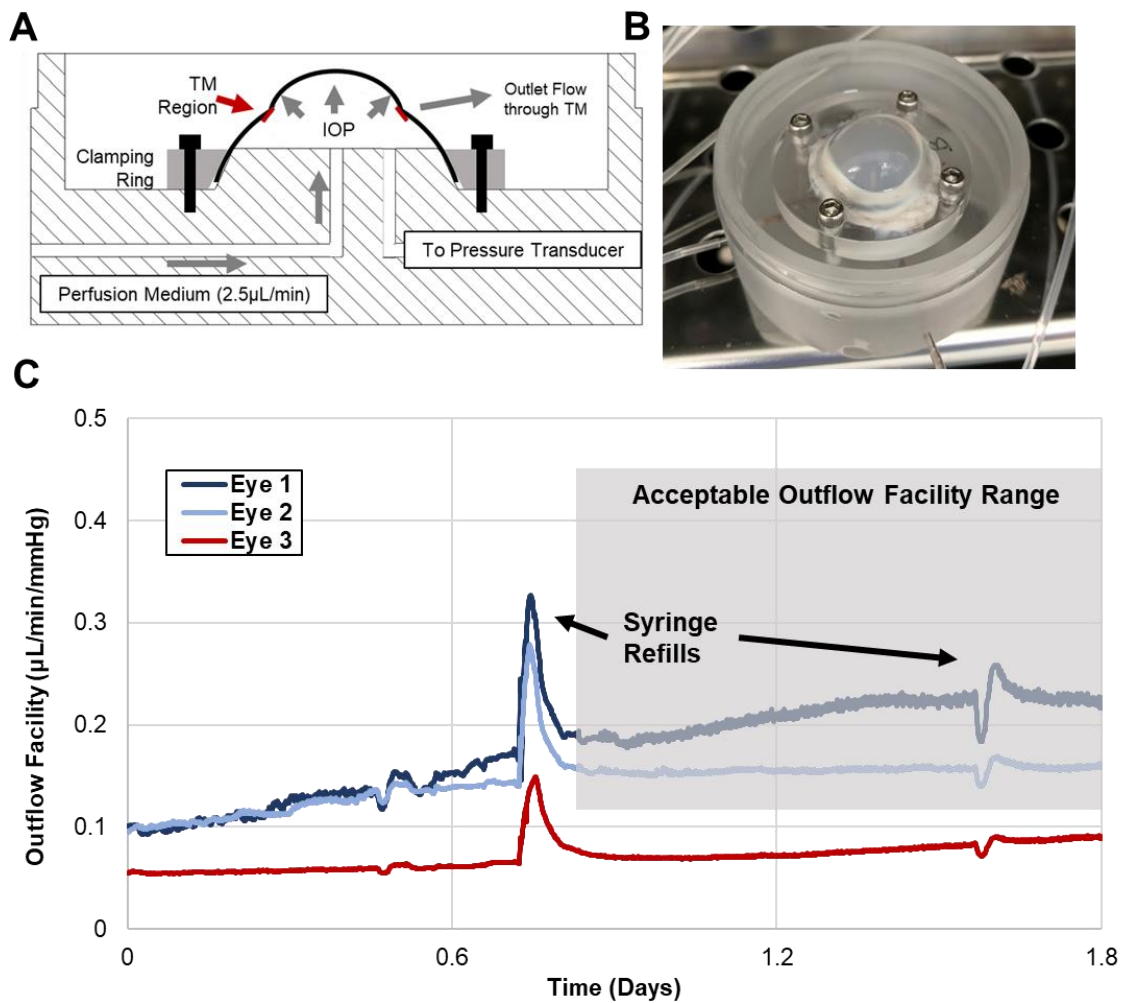 A
TM
Region
IOP
Outlet Flow
through TM
Clamping
Ring
To Pressure Transducer
Perfusion Medium (2.5µL/min)
B
C
Outflow Facility (µL/min/mmHg)
0.5
0.4
0.3
0.2
0.1
0
Eye 1
Eye 2
Eye 3
Acceptable Outflow Facility Range
Syringe
Refills
0
0.6
1.2
1.8
Time (Days)